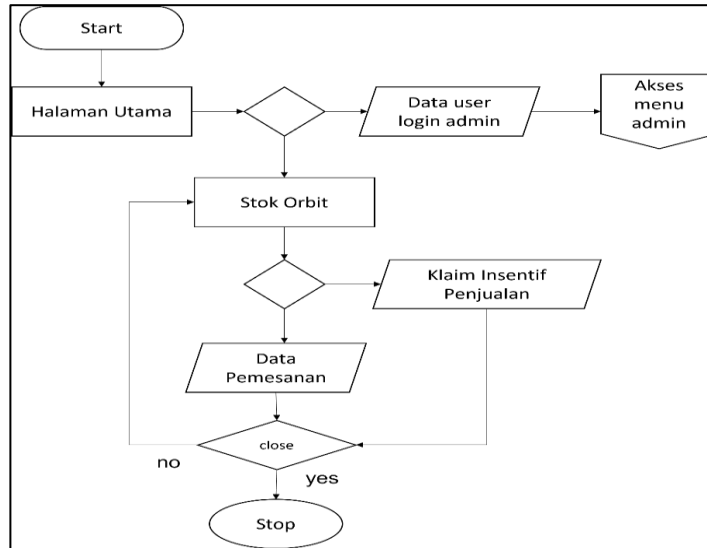 Start
Halaman Utama
Data user
login admin
Akses
menu
admin
Stok Orbit
Klaim Insentif
Penjualan
Data
Pemesanan
close
no
yes
Stop